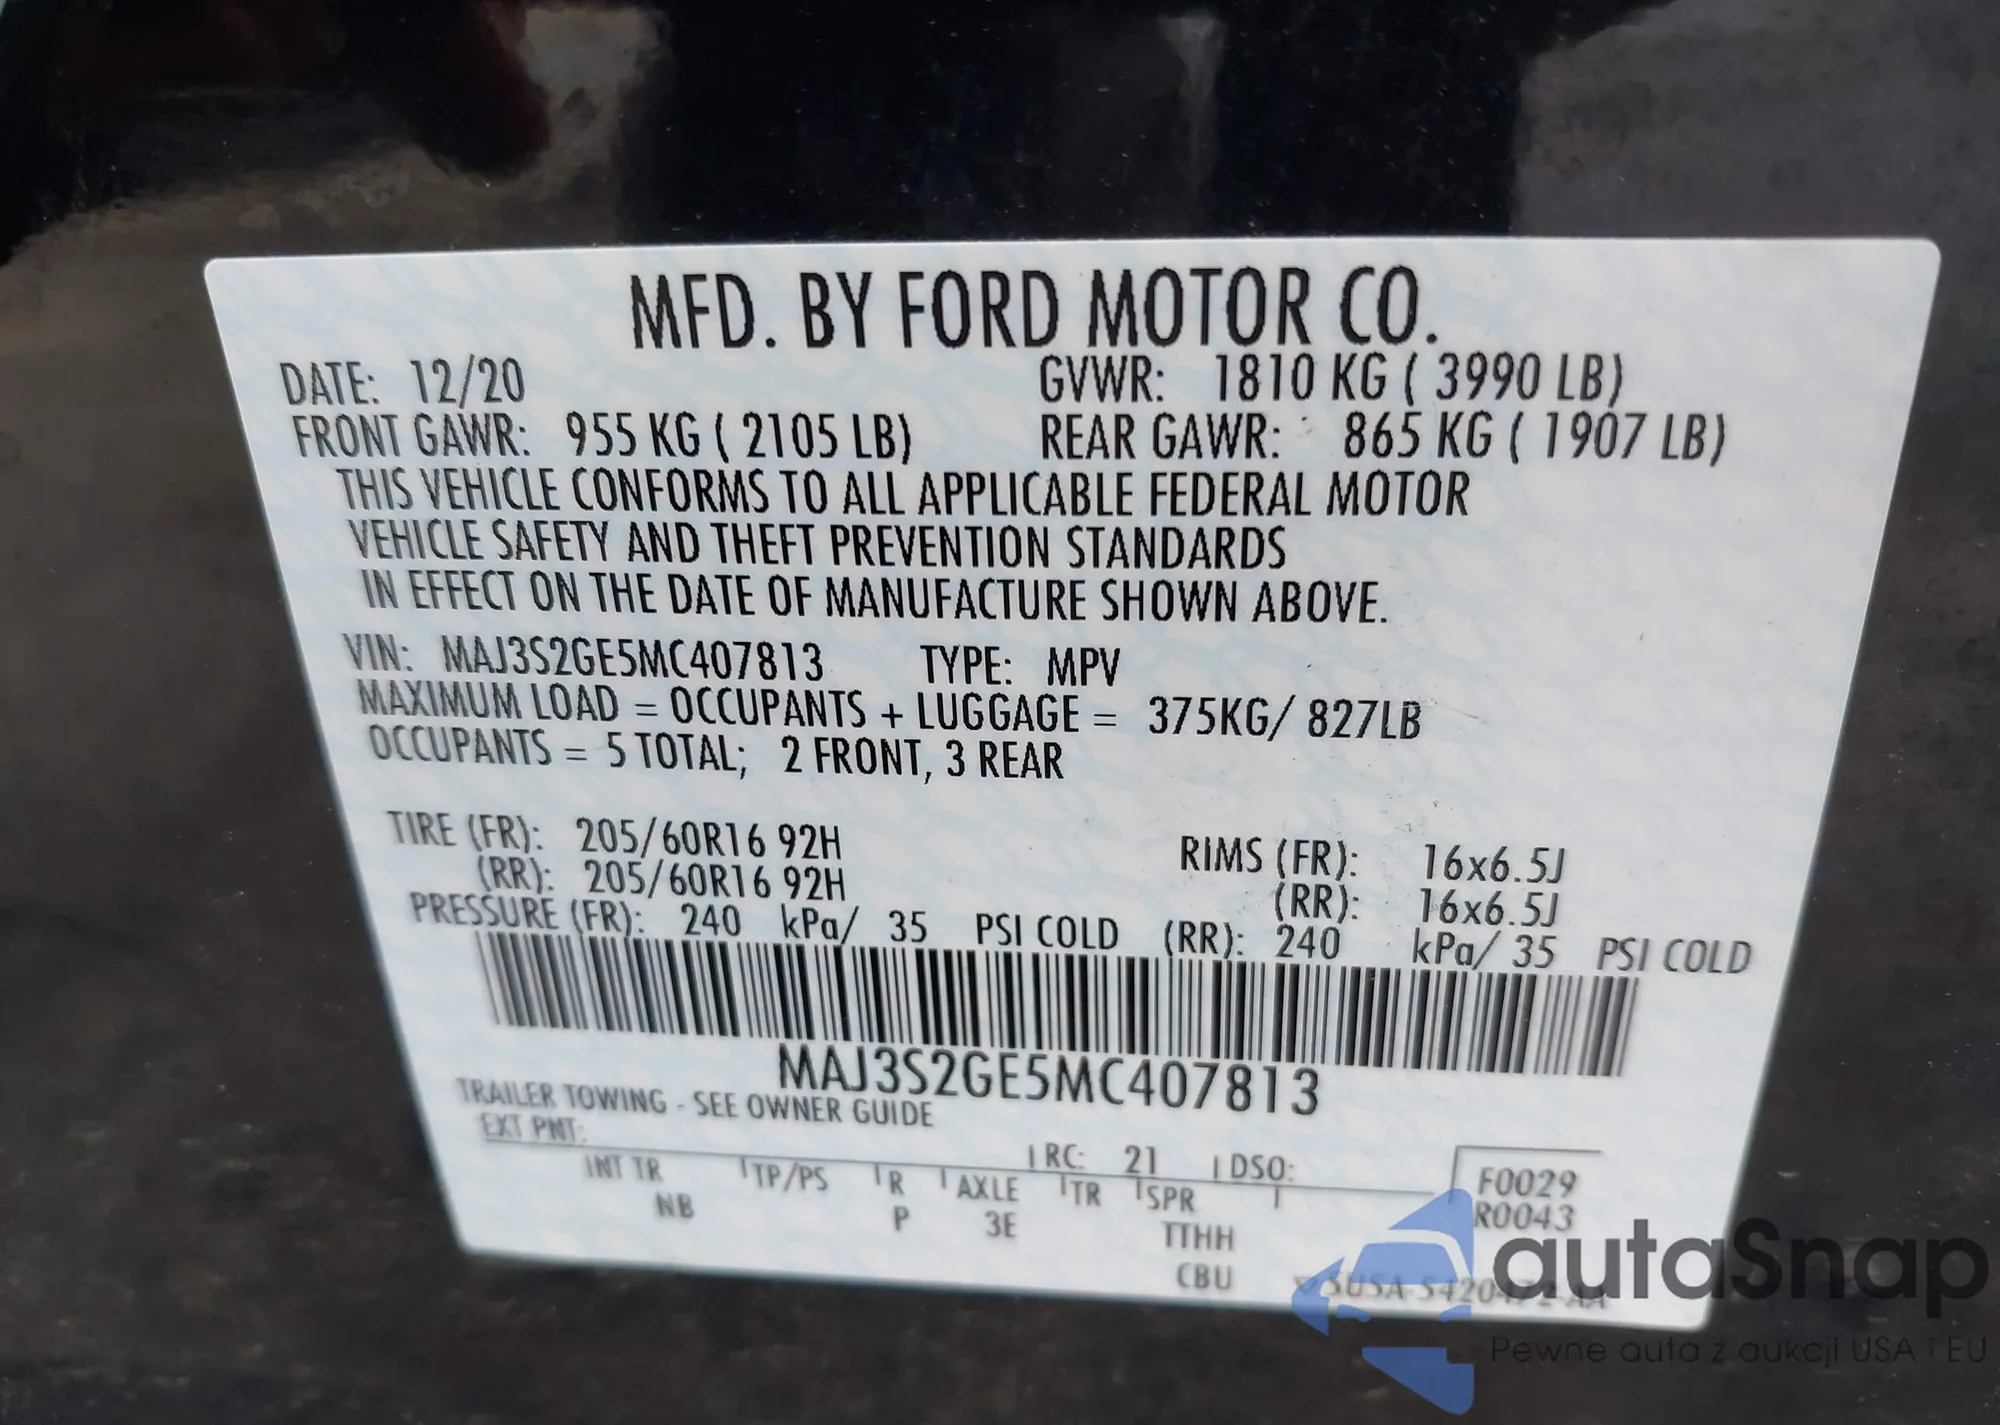 MFD. BY FORD MOTOR CO.
DATE: 12/20 GVWR: 1810 KG ( 3990 LB)
FRONT GAWR: 955 KG ( 2105 LB) REAR GAWR: 865 KG ( 1907 LB)
THIS VEHICLE CONFORMS TO ALL APPLICABLE FEDERAL MOTOR
VEHICLE SAFETY AND THEFT PREVENTION STANDARDS
IN EFFECT ON THE DATE OF MANUFACTURE SHOWN ABOVE.
VIN: MAJ3S2GE5MC407813 TYPE: MPV
MAXIMUM LOAD = OCCUPANTS + LUGGAGE = 375KG/ 827LB
OCCUPANTS = 5 TOTAL; 2 FRONT, 3 REAR
TIRE (FR): 205/60R16 92H RIMS (FR): 16x6.5J
(RR): 205/60R16 92H (RR): 16x6.5J
PRESSURE (FR): 240 kPa/ 35 PSI COLD (RR): 240 kPa/ 35 PSI COLD
MAJ3S2GE5MC407813
TRAILER TOWING - SEE OWNER GUIDE
EXT PNT: RC: 21 DSO: F0029
INT TR TP/PS R AXLE TR SPR R0043
NB P 3E TTHH
CBU
autaSnap
Pewne auta z aukcji USA i EU